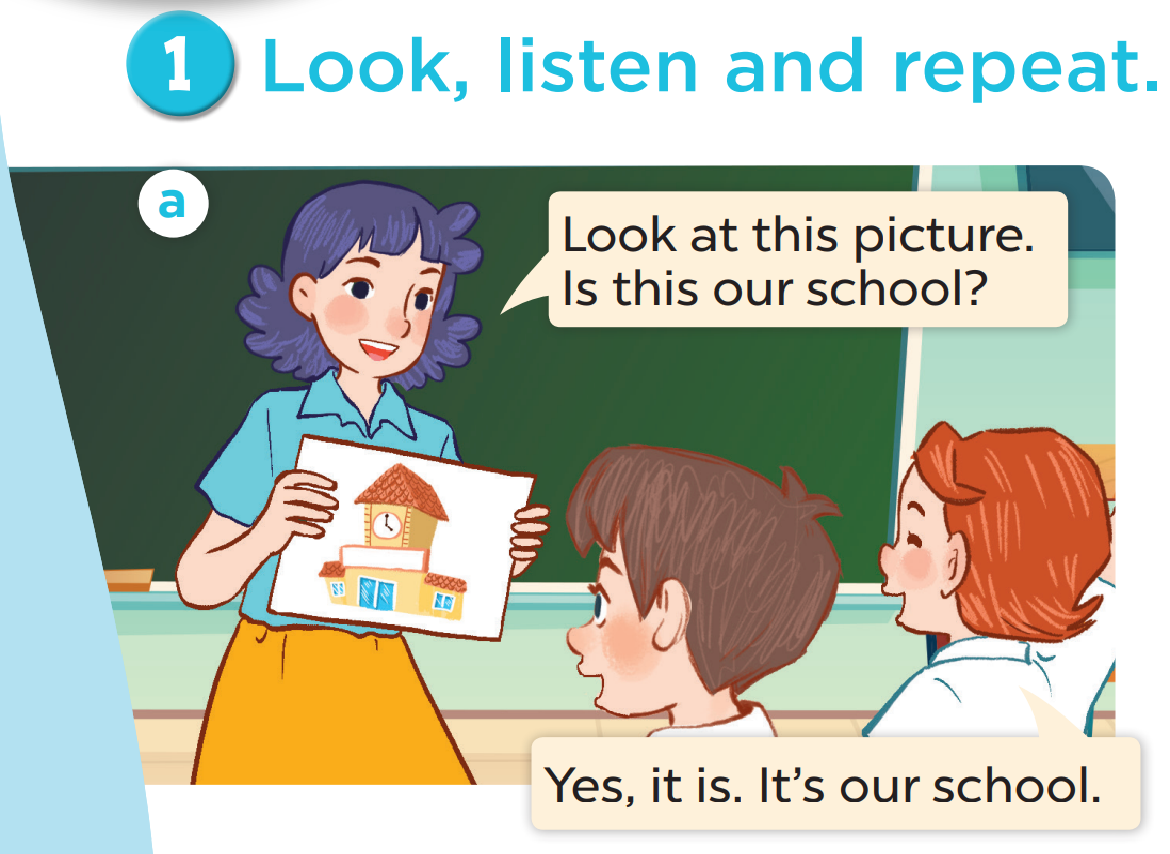 1 Look, listen and repeat.
a
Look at this picture.
Is this our school?
Yes, it is. It's our school.